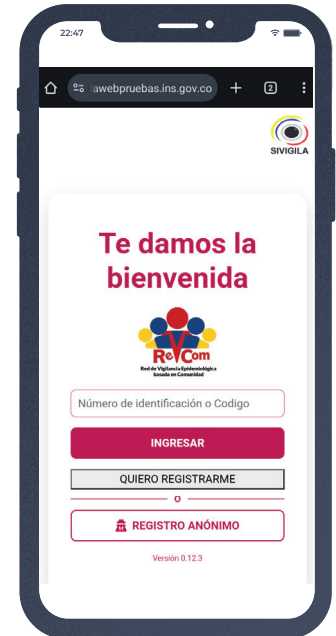 22:47
lawebpruebas.ins.gov.co
2
SIVIGILA
Te damos la
bienvenida
ReVCom
Red de Vigilancia Epidemiológica
basada en Comunidad
Número de identificación o Codigo
INGRESAR
QUIERO REGISTRARME
O
REGISTRO ANÓNIMO
Versión 0.12.3